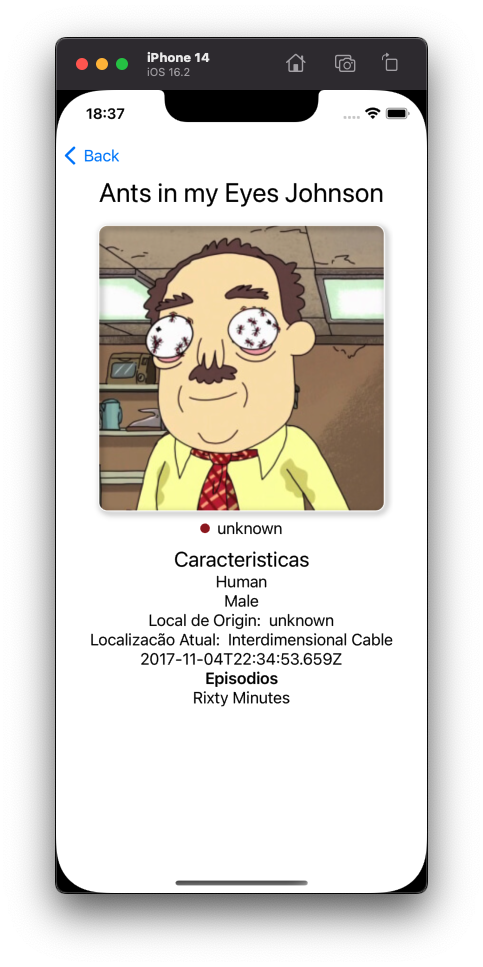 iPhone 14
iOS 16.2
18:37
Back
Ants in my Eyes Johnson
unknown
Caracteristicas
Human
Male
Local de Origin: unknown
Localizacão Atual: Interdimensional Cable
2017-11-04T22:34:53.659Z
Episodios
Rixty Minutes